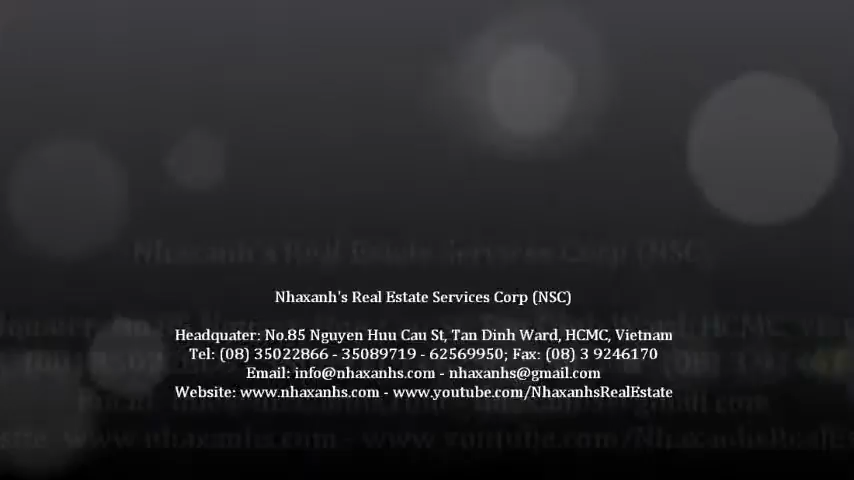 Nhaxanh's Real Estate Services Corp (NSC)
Headquater: No.85 Nguyen Huu Cau St, Tan Dinh Ward, HCMC, Vietnam
Tel: (08) 35022866 - 35089719 - 62569950; Fax: (08) 3 9246170
Email: info@nhaxanhs.com - nhaxanhs@gmail.com
Website: www.nhaxanhs.com - www.youtube.com/NhaxanhsRealEstate